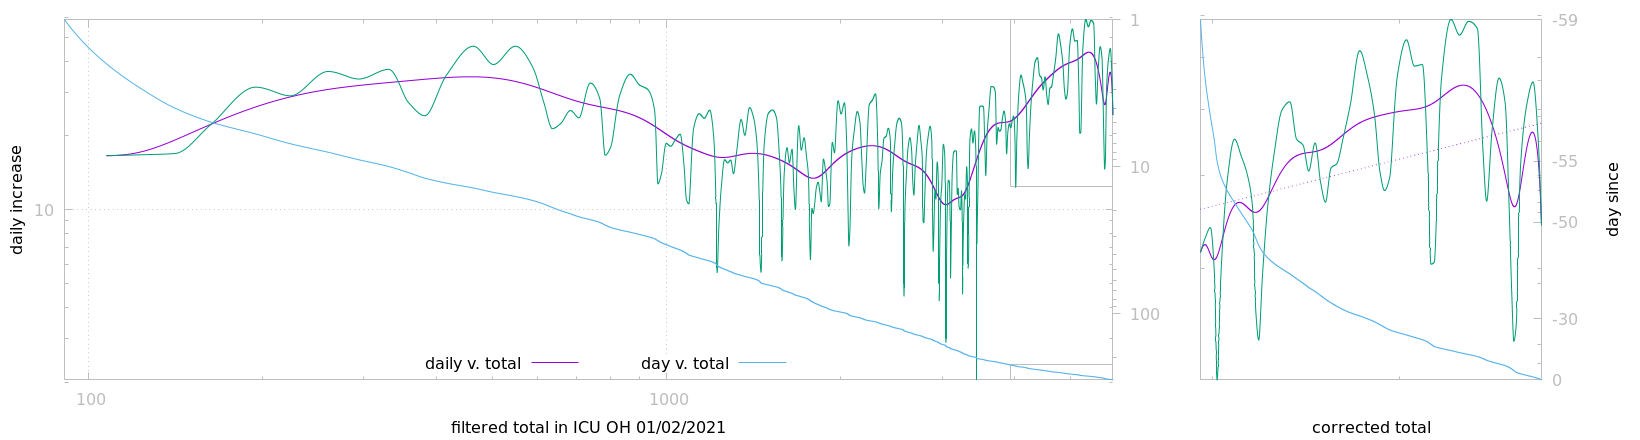 1
-59
10
-55
daily increase
day since
10
-50
100
-30
daily v. total
day v. total
0
100
1000
filtered total in ICU OH 01/02/2021
corrected total